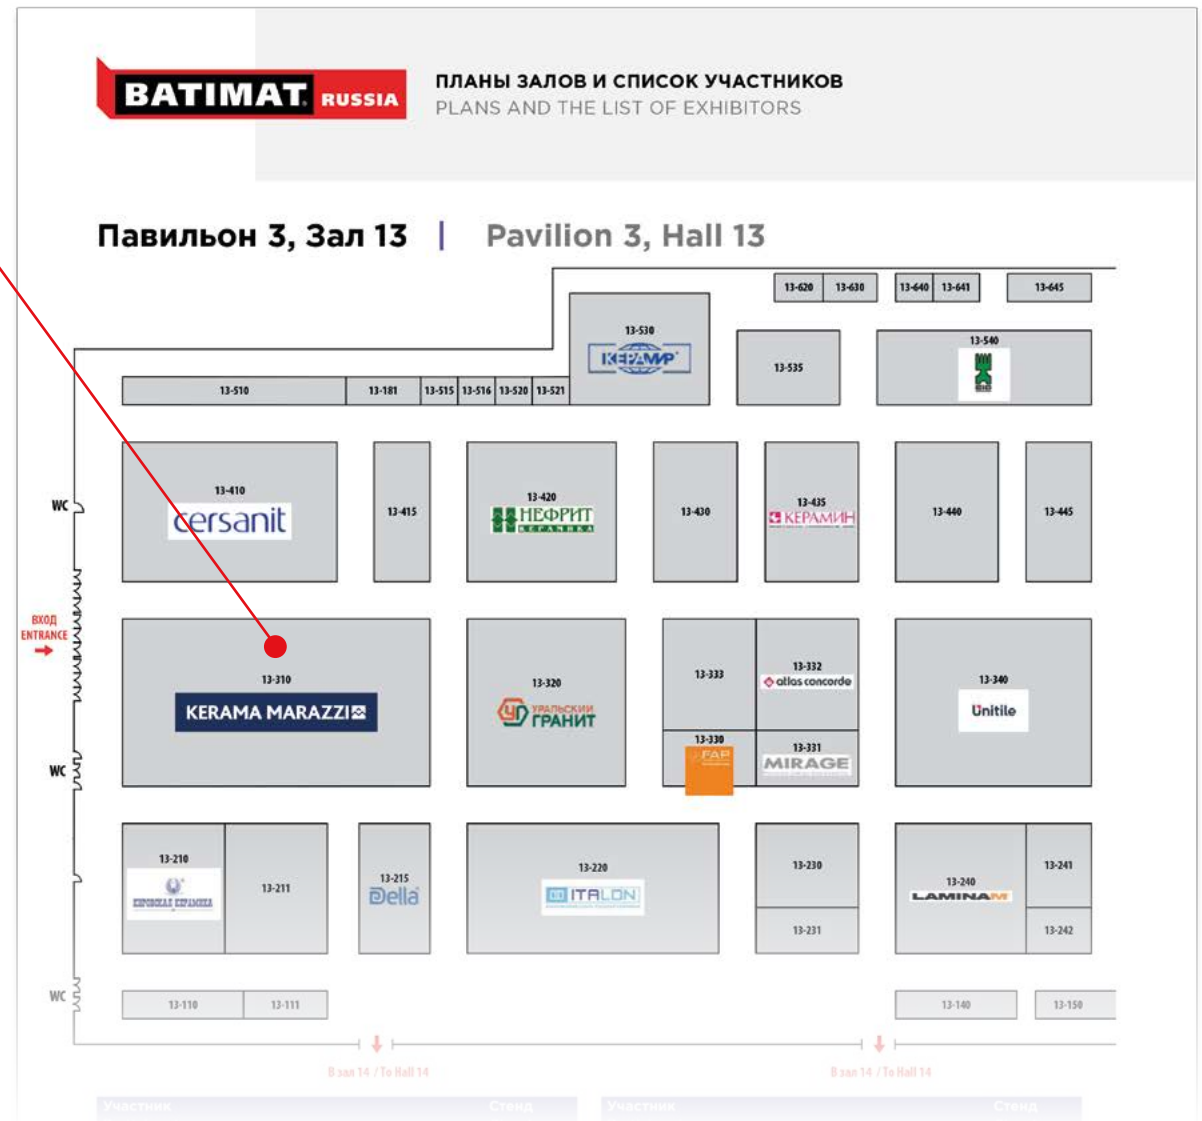 BATIMAT RUSSIA
ПЛАНЫ ЗАЛОВ И СПИСОК УЧАСТНИКОВ
PLANS AND THE LIST OF EXHIBITORS
Павильон 3, Зал 13 | Pavilion 3, Hall 13
13-620 13-630 13-640 13-641 13-645
13-530
КЕРАМИР
13-535
13-540
13-510 13-181 13-515 13-516 13-520 13-521
WC
13-410
cersanit
13-415
13-420
НЕФРИТ
КЕРАМИКА
13-430
13-435
КЕРАМИН
13-440
13-445
ВХОД
ENTRANCE
13-310
KERAMA MARAZZI
13-320
УРАЛЬСКИЙ
ГРАНИТ
13-333
13-332
atlas concorde
13-330
FAP
13-331
MIRAGE
13-340
Unitile
WC
13-210
КИРОВСКАЯ КЕРАМИКА
13-211
13-215
Della
13-220
ITALON
13-230
13-231
13-240
LAMINAM
13-241
13-242
WC
13-110 13-111 13-140 13-150
В зал 14 / To Hall 14 В зал 14 / To Hall 14
Участник Стенд Участник Стенд